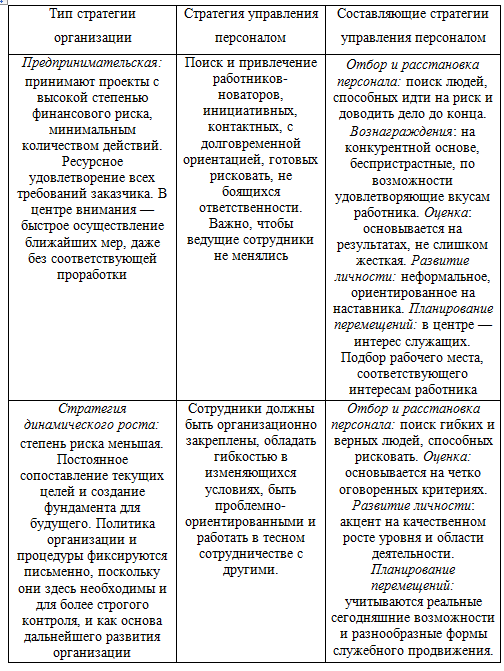 Тип стратегии
организации
Стратегия управления
персоналом
Составляющие стратегии
управления персоналом
Предпринимательская:
принимают проекты с
высокой степенью
финансового риска,
минимальным
количеством действий.
Ресурсное
удовлетворение всех
требований заказчика. В
центре внимания —
быстрое осуществление
ближайших мер, даже
без соответствующей
проработки
Поиск и привлечение
работников-
новаторов,
инициативных,
контактных, с
долговременной
ориентацией, готовых
рисковать, не
боящихся
ответственности.
Важно, чтобы
ведущие сотрудники
не менялись
Отбор и расстановка
персонала: поиск людей,
способных идти на риск и
доводить дело до конца.
Вознаграждения: на
конкурентной основе,
беспристрастные, по
возможности
удовлетворяющие вкусам
работника. Оценка:
основывается на
результатах, не слишком
жесткая. Развитие
личности: неформальное,
ориентированное на
наставника. Планирование
перемещений: в центре —
интерес служащих.
Подбор рабочего места,
соответствующего
интересам работника
Стратегия
динамического роста:
степень риска меньшая.
Постоянное
сопоставление текущих
целей и создание
фундамента для
будущего. Политика
организации и
процедуры фиксируются
письменно, поскольку
они здесь необходимы и
для более строгого
контроля, и как основа
дальнейшего развития
организации
Сотрудники должны
быть организационно
закреплены, обладать
гибкостью в
изменяющихся
условиях, быть
проблемно-
ориентированными и
работать в тесном
сотрудничестве с
другими.
Отбор и расстановка
персонала: поиск гибких и
верных людей, способных
рисковать. Оценка:
основывается на четко
оговоренных критериях.
Развитие личности:
акцент на качественном
росте уровня и области
деятельности.
Планирование
перемещений:
учитываются реальные
сегодняшние возможности
и разнообразные формы
служебного продвижения.